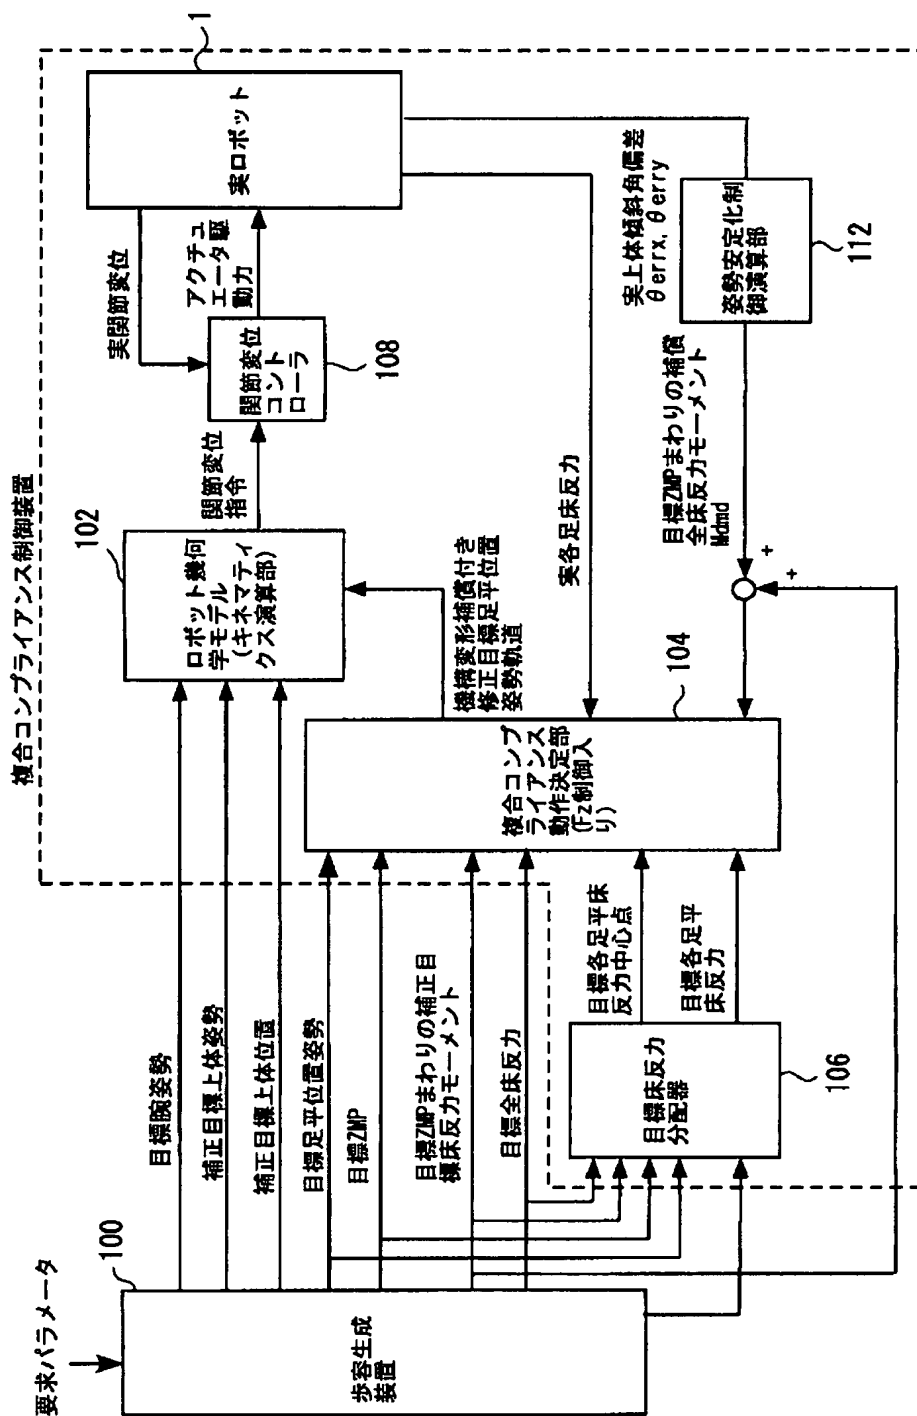 複合コンプライアンス制御装置
要求パラメータ
100
歩容生成
装置
目標腕姿勢
補正目標上体姿勢
補正目標上体位置
目標足平位置姿勢
目標ZMP
目標ZMPまわりの補正目
標床反力モーメント
目標全床反力
102
ロボット幾何
学モデル
(キネマティ
クス演算部)
関節変位
指令
関節変位
コント
ローラ
108
実関節変位
アクチュ
エータ駆
動力
実ロボット
1
機構変形補償付き
修正目標足平位置
姿勢軌道
実各足床反力
104
複合コンプ
ライアンス
動作決定部
(Fz制御入
り)
目標床反力
分配器
106
目標各足平床
反力中心点
目標各足平
床反力
実上体傾斜角偏差
θerrx, θerry
姿勢安定化制
御演算部
112
目標ZMPまわりの補償
全床反力モーメント
Mdmd
+
+